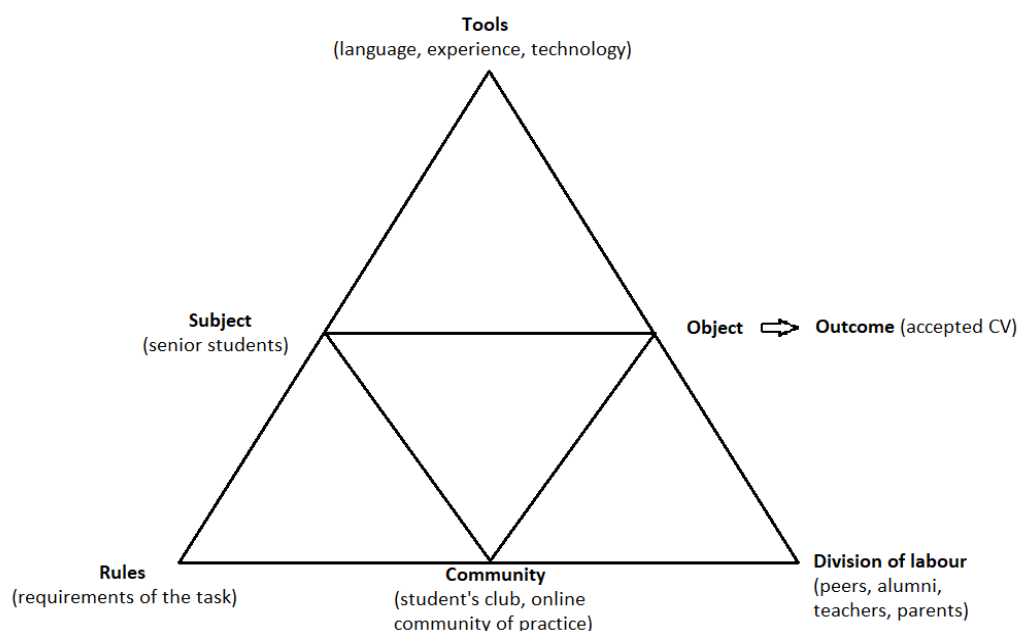 Tools
(language, experience, technology)
Subject
(senior students)
Object
Outcome (accepted CV)
Rules
(requirements of the task)
Community
(student's club, online
community of practice)
Division of labour
(peers, alumni,
teachers, parents)